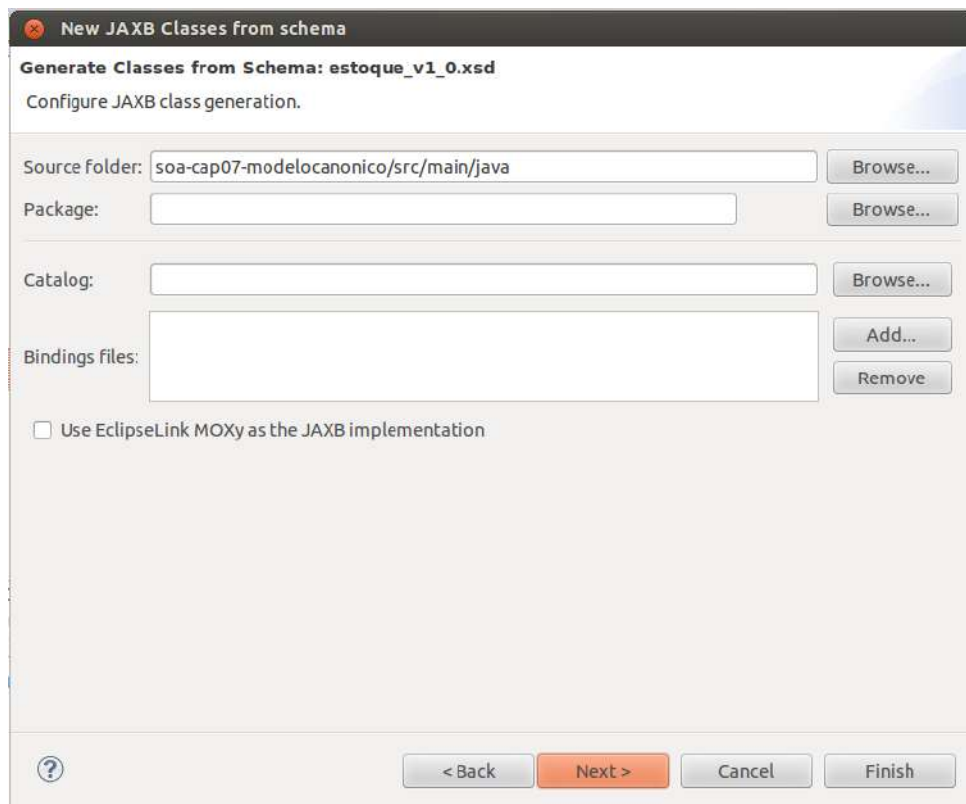 New JAXB Classes from schema
Generate Classes from Schema: estoque_v1_0.xsd
Configure JAXB class generation.
Source folder: soa-cap07-modelocanonico/src/main/java Browse...
Package: Browse...
Catalog: Browse...
Bindings files: Add...
Remove
Use EclipseLink MOXy as the JAXB implementation
? < Back Next > Cancel Finish